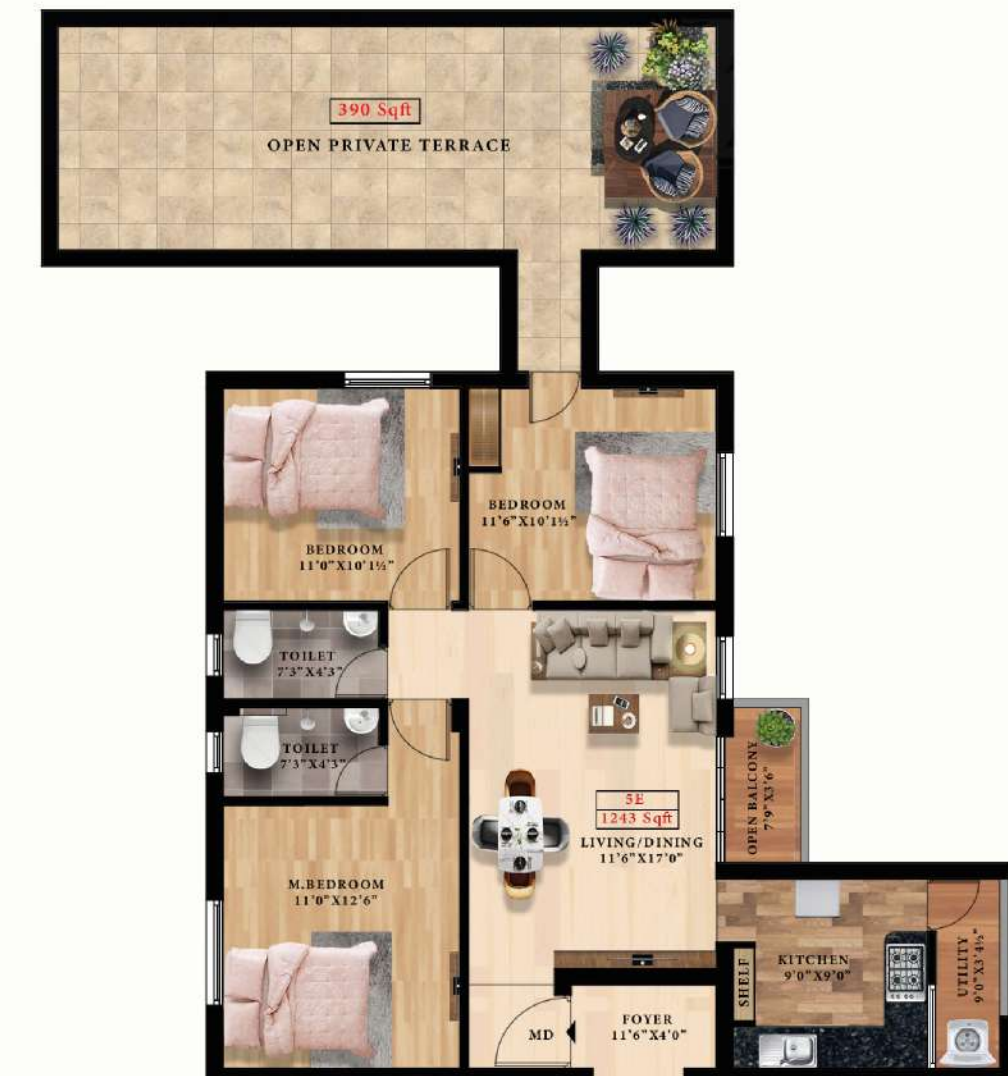 390 Sqft
OPEN PRIVATE TERRACE
BEDROOM
11'6"X10'1½"
BEDROOM
11'0"X10'1½"
TOILET
7'3"X4'3"
TOILET
7'3"X4'3"
OPEN BALCONY
7'9"X3'6"
5E
1243 Sqft
LIVING/DINING
11'6"X17'0"
M.BEDROOM
11'0"X12'6"
SHELF
KITCHEN
9'0"X9'0"
UTILITY
9'0"X3'4½"
MD
FOYER
11'6"X4'0"